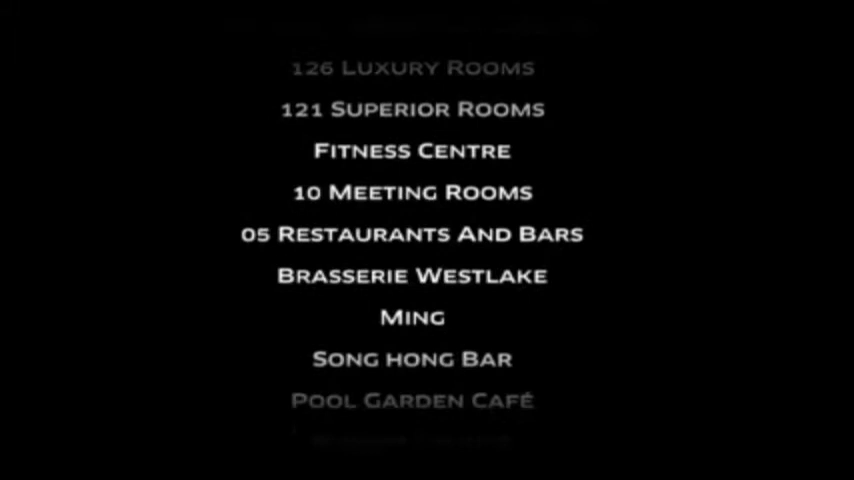 126 Luxury Rooms
121 Superior Rooms
Fitness Centre
10 Meeting Rooms
05 Restaurants And Bars
Brasserie Westlake
Ming
Song hong Bar
Pool Garden Café